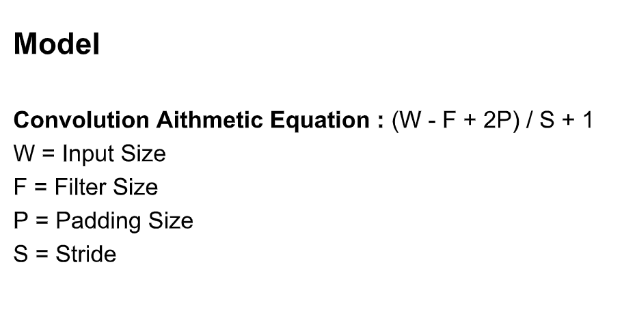 Model
Convolution Aithmetic Equation : (W - F + 2P) / S + 1
W = Input Size
F = Filter Size
P = Padding Size
S = Stride